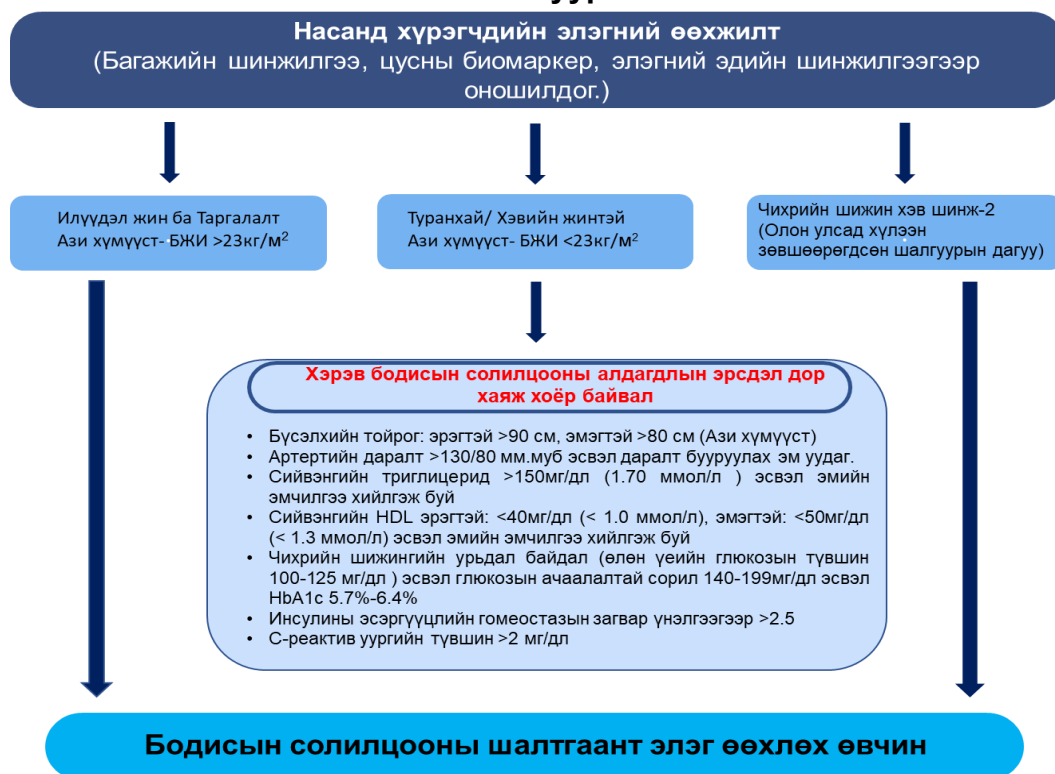 Насанд хүрэгчдийн элэгний өөхжилт
(Багажийн шинжилгээ, цусны биомаркер, элэгний эдийн шинжилгээгээр
оношилдог.)
Илүүдэл жин ба Таргалалт
Ази хүмүүст- БЖИ >23кг/м²
Туранхай/ Хэвийн жинтэй
Ази хүмүүст- БЖИ <23кг/м²
Чихрийн шижин хэв шинж-2
(Олон улсад хүлээн
зөвшөөрөгдсөн шалгуурын дагуу)
Хэрэв бодисын солилцооны алдагдлын эрсдэл дор
хаяж хоёр байвал
• Бүсэлхийн тойрог: эрэгтэй >90 см, эмэгтэй >80 см (Ази хүмүүст)
• Артертийн даралт >130/80 мм.муб эсвэл даралт бууруулах эм уудаг.
• Сийвэнгийн триглицерид >150мг/дл (1.70 ммол/л ) эсвэл эмийн
эмчилгээ хийлгэж буй
• Сийвэнгийн HDL эрэгтэй: <40мг/дл (< 1.0 ммол/л), эмэгтэй: <50мг/дл
(< 1.3 ммол/л) эсвэл эмийн эмчилгээ хийлгэж буй
• Чихрийн шижингийн урьдал байдал (өлөн үеийн глюкозын түвшин
100-125 мг/дл ) эсвэл глюкозын ачаалалтай сорил 140-199мг/дл эсвэл
HbA1c 5.7%-6.4%
• Инсулины эсэргүүцлийн гомеостазын загвар үнэлгээгээр >2.5
• С-реактив уургийн түвшин >2 мг/дл
Бодисын солилцооны шалтгаант элэг өөхлөх өвчин